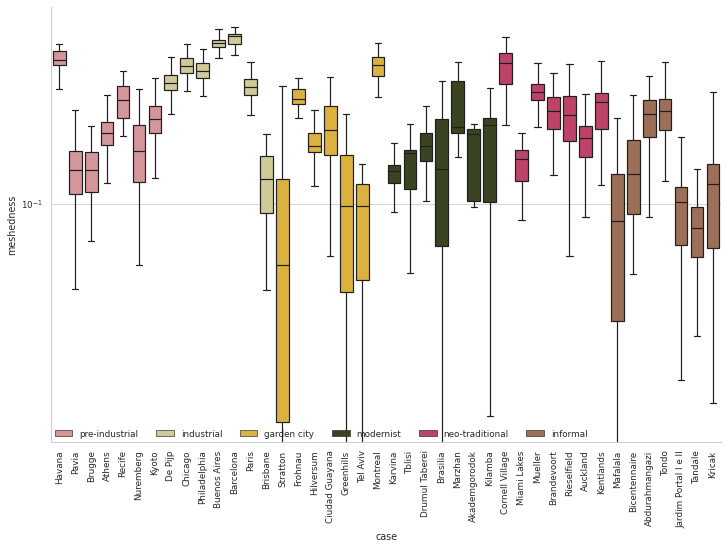 meshedness
10⁻¹
pre-industrial
industrial
garden city
modernist
neo-traditional
informal
Havana
Pavia
Brugge
Athens
Recife
Nuremberg
Kyoto
De Pijp
Chicago
Philadelphia
Buenos Aires
Barcelona
Paris
Brisbane
Stratton
Frohnau
Hilversum
Ciudad Guayana
Greenhills
Tel Aviv
Montreal
Karvina
Tbilisi
Drumul Taberei
Brasilia
Marzhan
Akademgorodok
Kilamba
Cornell Village
Miami Lakes
Mueller
Brandevoort
Rieselfield
Auckland
Kentlands
Mafalala
Bicentennaire
Abdurahmangazi
Tondo
Jardim Portal I e II
Tandale
Kricak
case